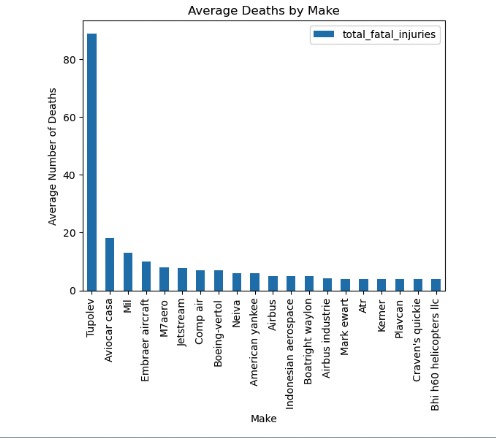 Average Deaths by Make
total_fatal_injuries
80
60
40
20
0
Average Number of Deaths
Tupolev
Aviocar casa
Mil
Embraer aircraft
M7aero
Jetstream
Comp air
Boeing-vertol
Neiva
American yankee
Airbus
Indonesian aerospace
Boatright waylon
Airbus industrie
Mark ewart
Atr
Kerner
Plavcan
Craven's quickie
Bhi h60 helicopters llc
Make